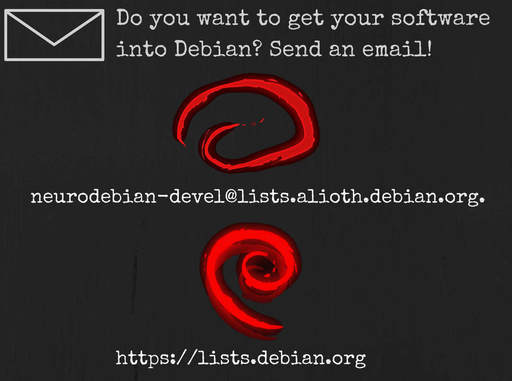 Do you want to get your software
into Debian? Send an email!
neurodebian-devel@lists.alioth.debian.org.
https://lists.debian.org